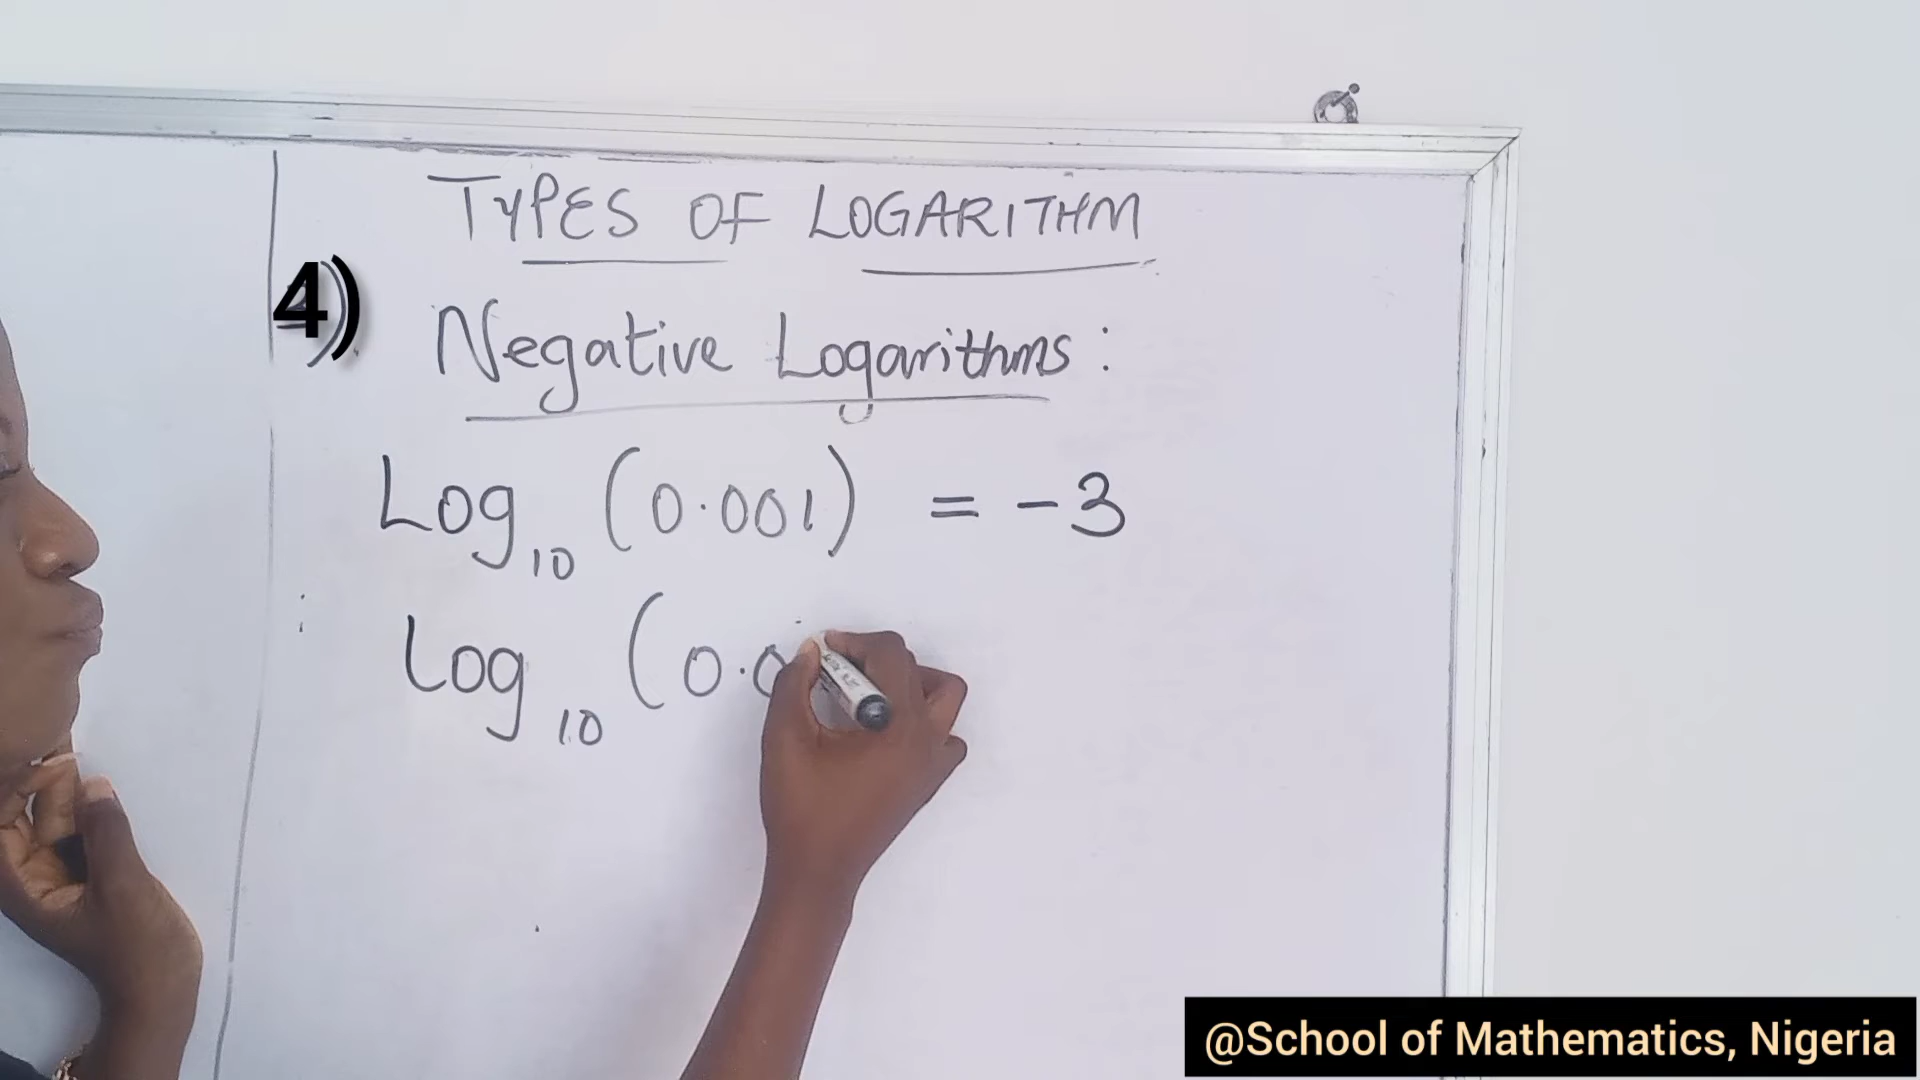 TYPES OF LOGARITHM
4) Negative Logarithms :
Log10 (0.001) = -3
Log10 (0.0
@School of Mathematics, Nigeria